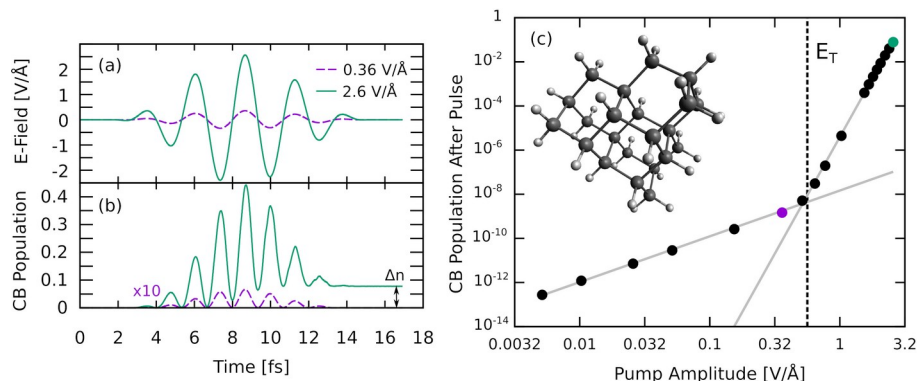 (a)
0.36 V/Å
2.6 V/Å
E-Field [V/Å]
2
1
0
-1
-2
(b)
CB Population
0.4
0.3
0.2
0.1
0
x10
Δn
0 2 4 6 8 10 12 14 16 18
Time [fs]
(c)
E_T
CB Population After Pulse
1
10^-2
10^-4
10^-6
10^-8
10^-10
10^-12
10^-14
0.0032 0.01 0.032 0.1 0.32 1 3.2
Pump Amplitude [V/Å]